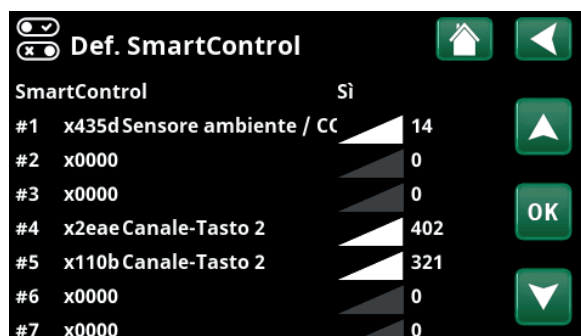 Def. SmartControl
SmartControl Sì
#1 x435d Sensore ambiente / CC 14
#2 x0000 0
#3 x0000 0
#4 x2eae Canale-Tasto 2 402
#5 x110b Canale-Tasto 2 321
#6 x0000 0
#7 x0000 0
OK